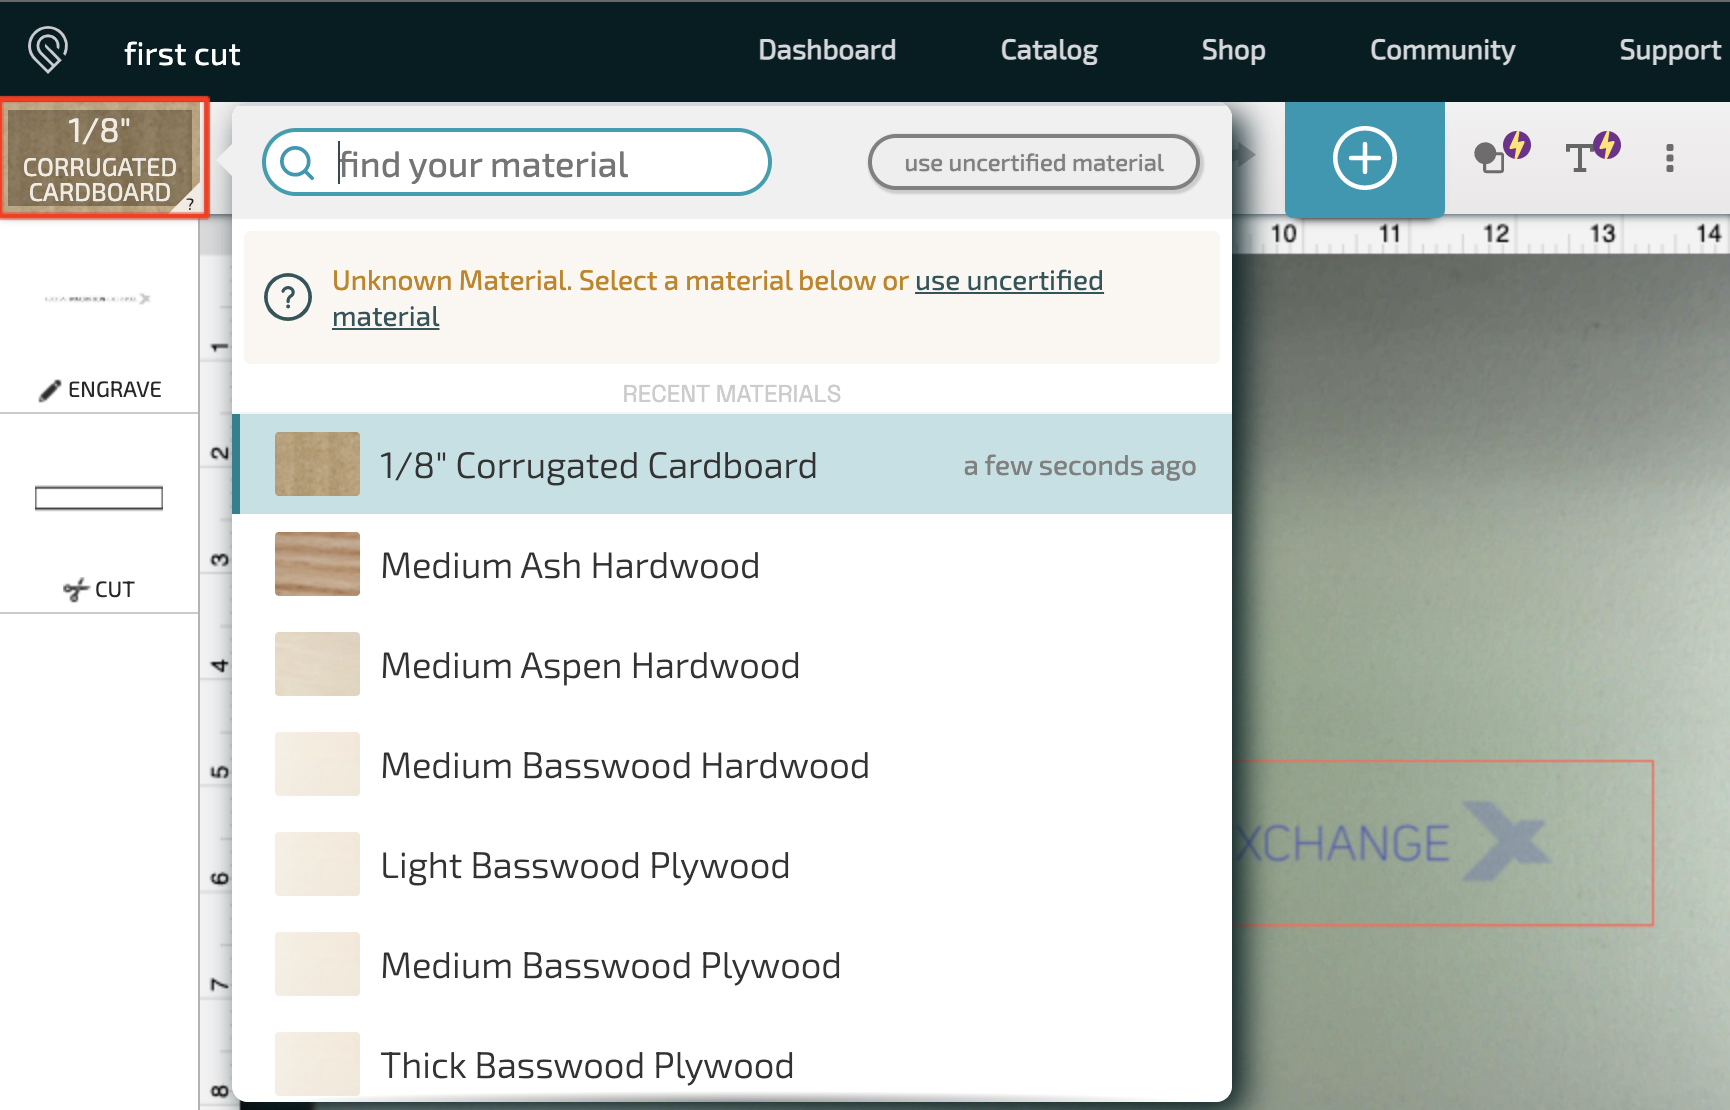 first cut
Dashboard
Catalog
Shop
Community
Support
1/8"
CORRUGATED
CARDBOARD
?
find your material
use uncertified material
10
11
12
13
14
?
Unknown Material. Select a material below or use uncertified
material
RECENT MATERIALS
1/8" Corrugated Cardboard
a few seconds ago
Medium Ash Hardwood
Medium Aspen Hardwood
Medium Basswood Hardwood
Light Basswood Plywood
Medium Basswood Plywood
Thick Basswood Plywood
ENGRAVE
CUT
1
2
3
4
5
6
7
8
XCHANGE X
T